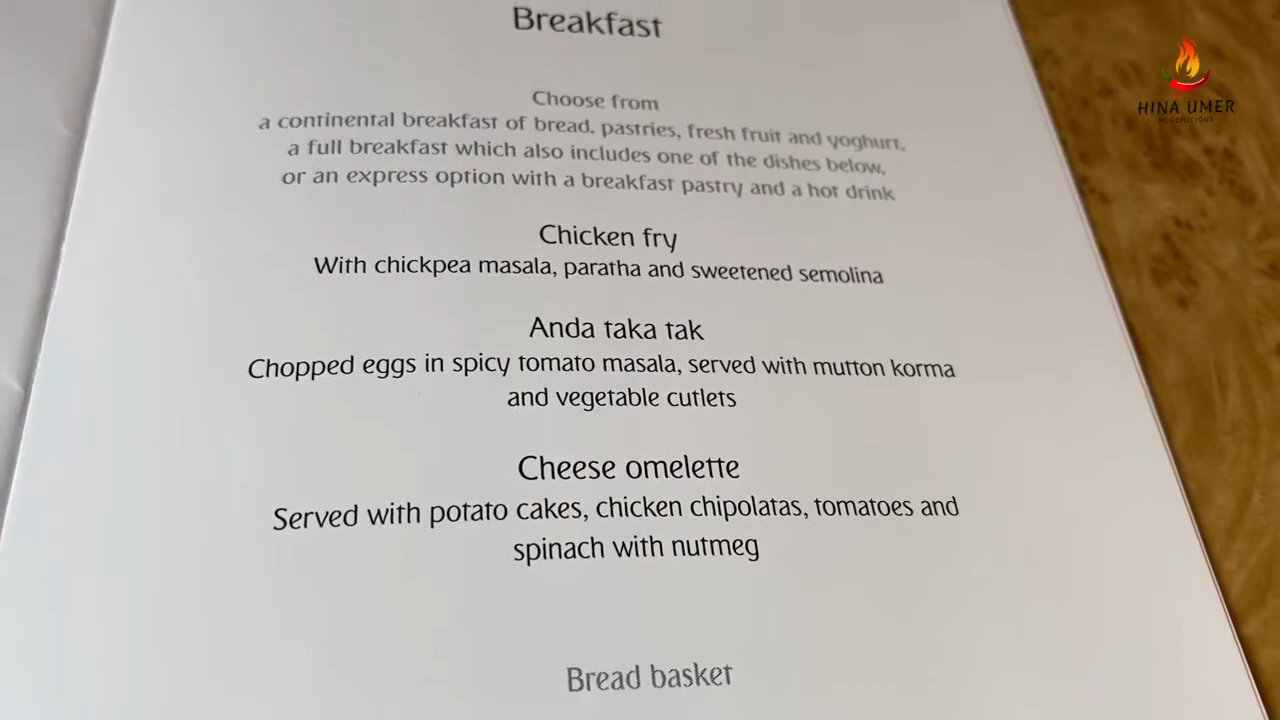 Breakfast
HINA UMER
FOODILICIOUS
Choose from
a continental breakfast of bread, pastries, fresh fruit and yoghurt,
a full breakfast which also includes one of the dishes below,
or an express option with a breakfast pastry and a hot drink
Chicken fry
With chickpea masala, paratha and sweetened semolina
Anda taka tak
Chopped eggs in spicy tomato masala, served with mutton korma
and vegetable cutlets
Cheese omelette
Served with potato cakes, chicken chipolatas, tomatoes and
spinach with nutmeg
Bread basket